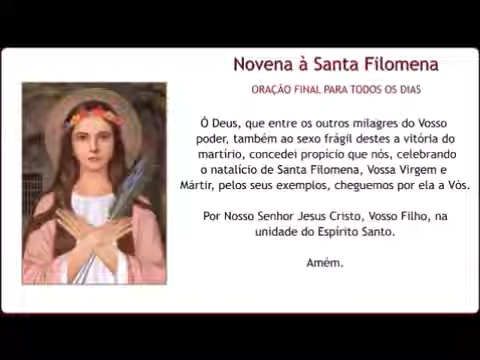 Novena à Santa Filomena
ORAÇÃO FINAL PARA TODOS OS DIAS
Ô Deus, que entre os outros milagres do Vosso
poder, também ao sexo frágil destes a vitória do
martírio, concedei propício que nós, celebrando
o natalício de Santa Filomena, Vossa Virgem e
Mártir, pelos seus exemplos, cheguemos por ela a Vós.
Por Nosso Senhor Jesus Cristo, Vosso Filho, na
unidade do Espírito Santo.
Amém.